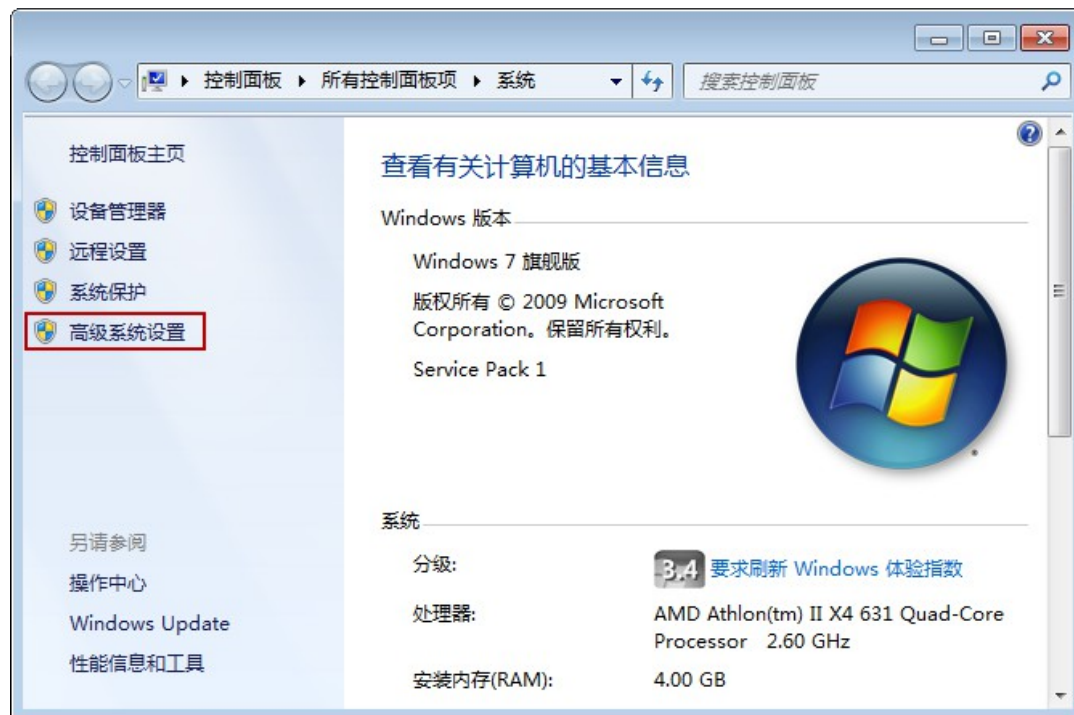 控制面板 ▸ 所有控制面板项 ▸ 系统
搜索控制面板
控制面板主页
设备管理器
远程设置
系统保护
高级系统设置
另请参阅
操作中心
Windows Update
性能信息和工具
查看有关计算机的基本信息
Windows 版本
Windows 7 旗舰版
版权所有 © 2009 Microsoft
Corporation。保留所有权利。
Service Pack 1
系统
分级:
3.4 要求刷新 Windows 体验指数
处理器:
AMD Athlon(tm) II X4 631 Quad-Core
Processor 2.60 GHz
安装内存(RAM):
4.00 GB